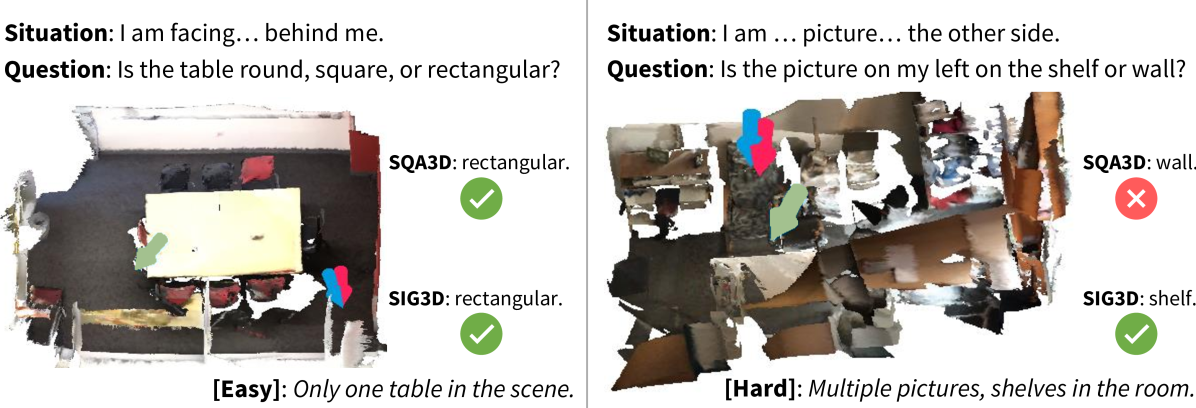 Situation: I am facing… behind me.
Question: Is the table round, square, or rectangular?
SQA3D: rectangular.
SIG3D: rectangular.
[Easy]: Only one table in the scene.
Situation: I am … picture… the other side.
Question: Is the picture on my left on the shelf or wall?
SQA3D: wall.
SIG3D: shelf.
[Hard]: Multiple pictures, shelves in the room.